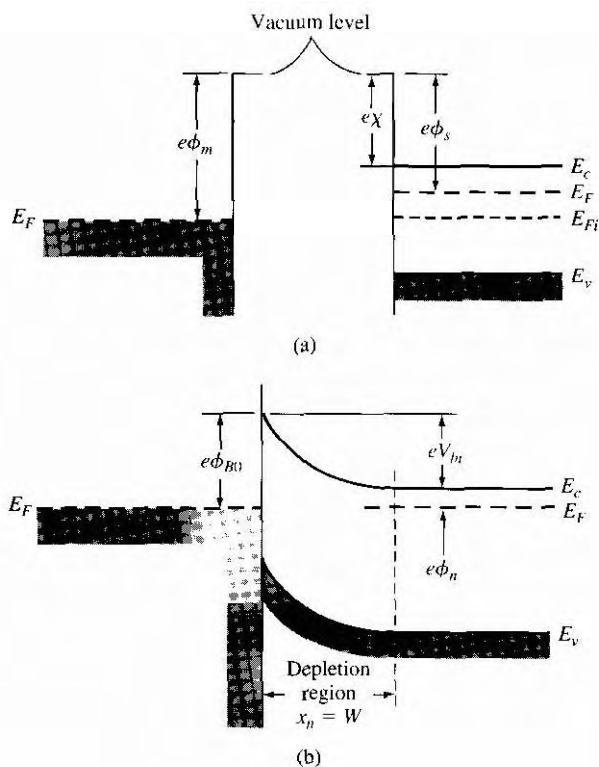 Vacuum level
eϕm
eχ
eϕs
Ec
EF
EF
EFi
Ev
(a)
eϕB0
eVbi
EF
Ec
EF
eϕn
Ev
Depletion
region
xn = W
(b)